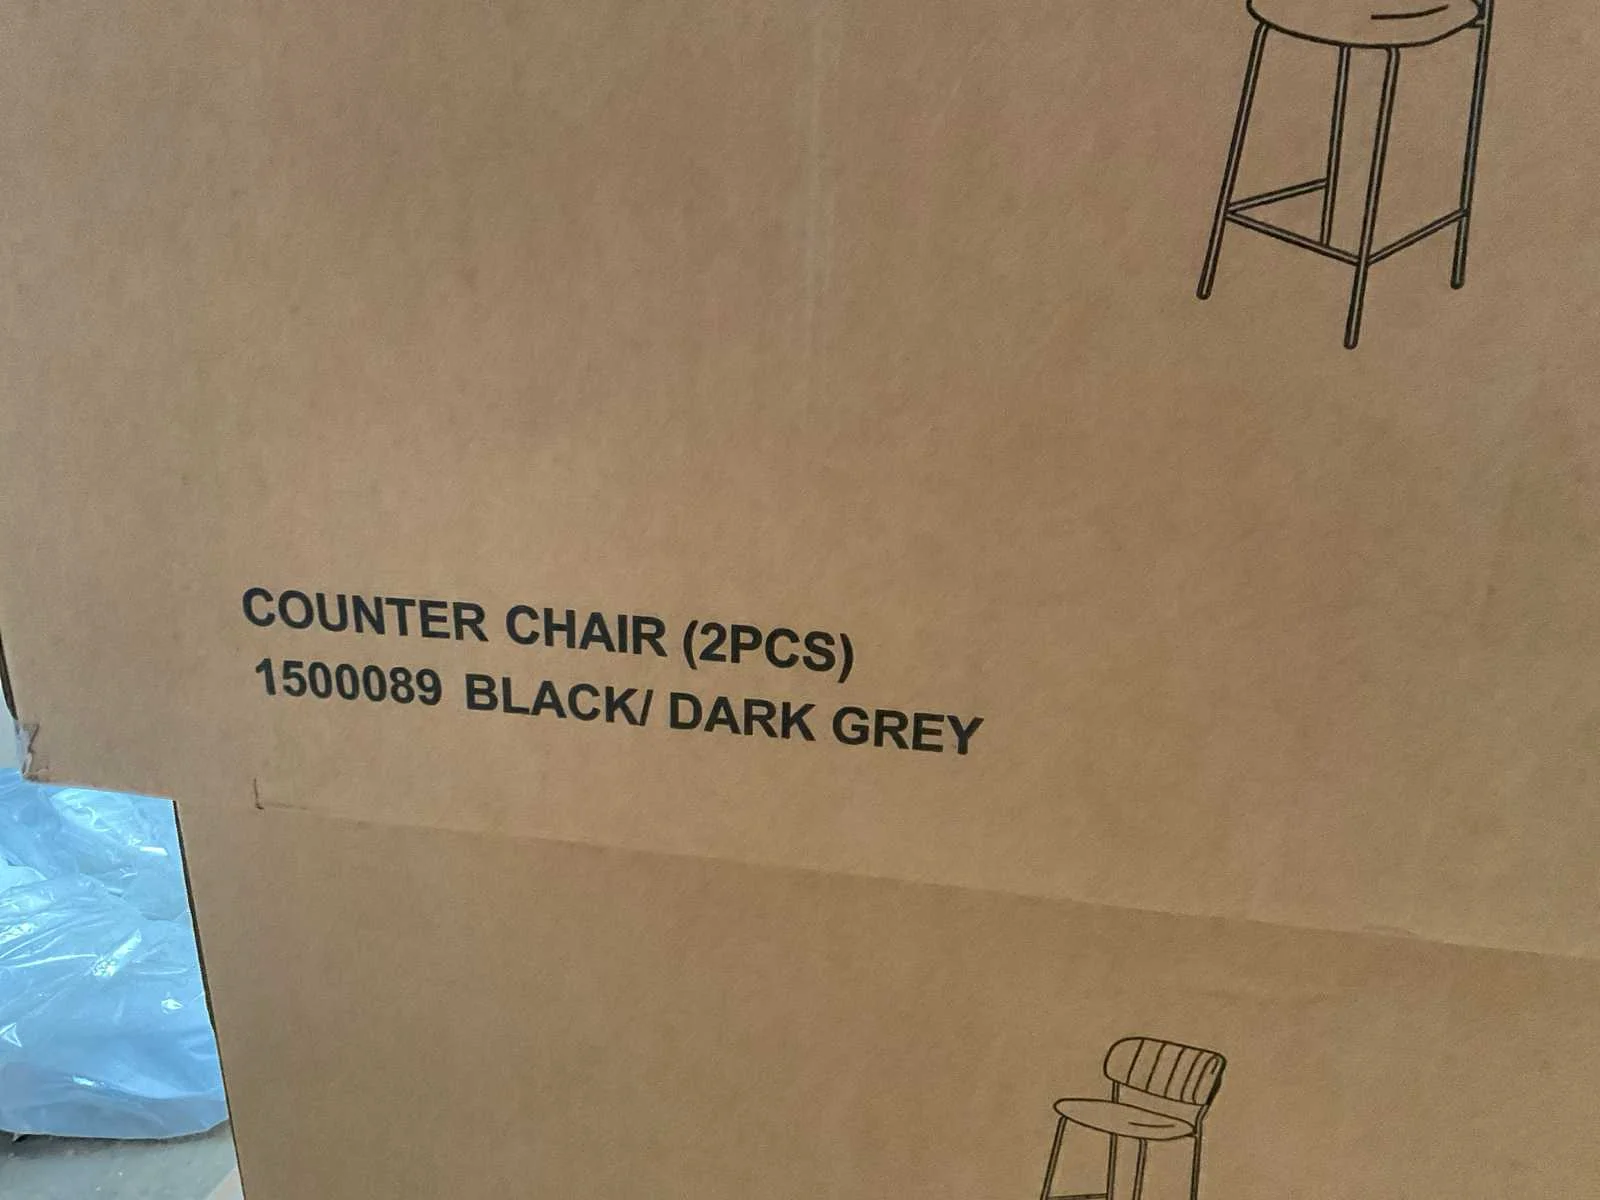 COUNTER CHAIR (2PCS)
1500089 BLACK/ DARK GREY